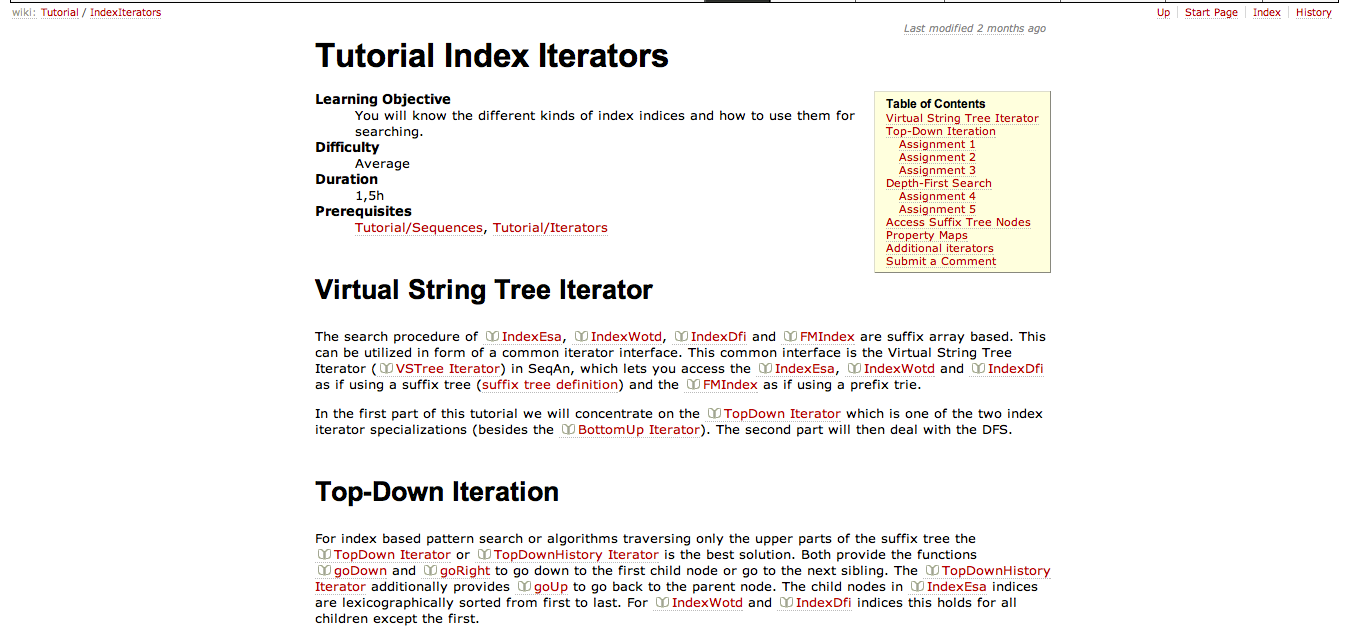 wiki: Tutorial / IndexIterators
Up Start Page Index History
Last modified 2 months ago
Tutorial Index Iterators
Learning Objective
You will know the different kinds of index indices and how to use them for
searching.
Difficulty
Average
Duration
1,5h
Prerequisites
Tutorial/Sequences, Tutorial/Iterators
Table of Contents
Virtual String Tree Iterator
Top-Down Iteration
Assignment 1
Assignment 2
Assignment 3
Depth-First Search
Assignment 4
Assignment 5
Access Suffix Tree Nodes
Property Maps
Additional iterators
Submit a Comment
Virtual String Tree Iterator
The search procedure of IndexEsa, IndexWotd, IndexDfi and FMIndex are suffix array based. This
can be utilized in form of a common iterator interface. This common interface is the Virtual String Tree
Iterator (VSTree Iterator) in SeqAn, which lets you access the IndexEsa, IndexWotd and IndexDfi
as if using a suffix tree (suffix tree definition) and the FMIndex as if using a prefix trie.
In the first part of this tutorial we will concentrate on the TopDown Iterator which is one of the two index
iterator specializations (besides the BottomUp Iterator). The second part will then deal with the DFS.
Top-Down Iteration
For index based pattern search or algorithms traversing only the upper parts of the suffix tree the
TopDown Iterator or TopDownHistory Iterator is the best solution. Both provide the functions
goDown and goRight to go down to the first child node or go to the next sibling. The TopDownHistory
Iterator additionally provides goUp to go back to the parent node. The child nodes in IndexEsa indices
are lexicographically sorted from first to last. For IndexWotd and IndexDfi indices this holds for all
children except the first.